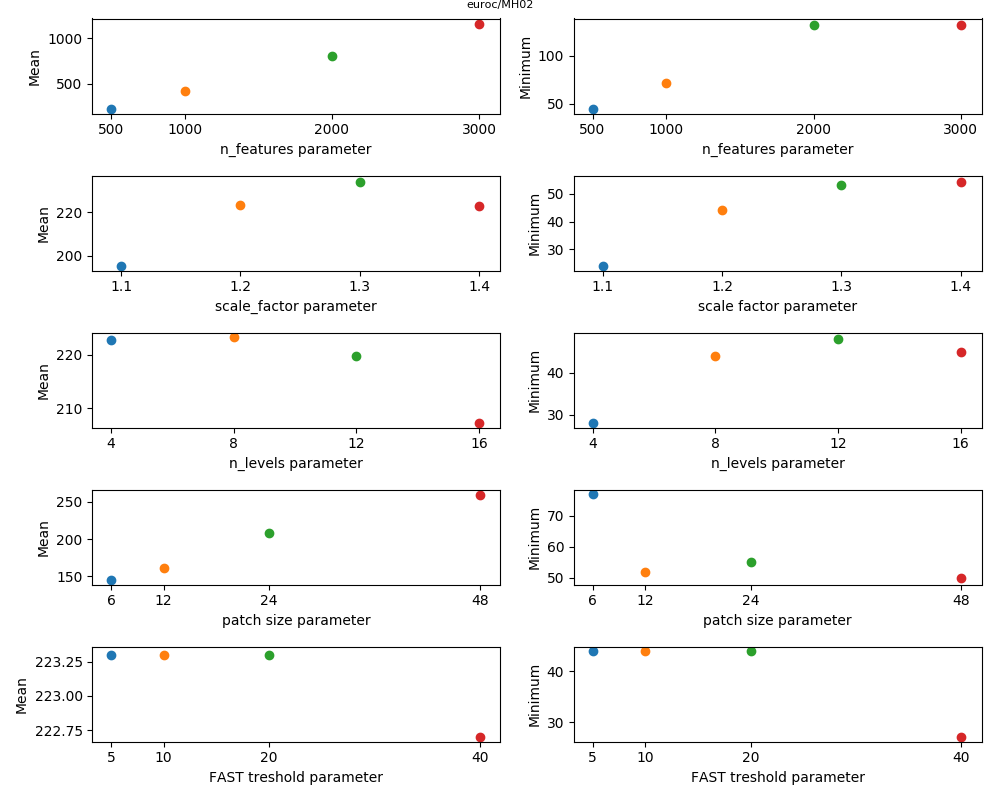 euroc/MH02
1000
500
Mean
500 1000 2000 3000
n_features parameter
100
50
Minimum
500 1000 2000 3000
n_features parameter
220
200
Mean
1.1 1.2 1.3 1.4
scale_factor parameter
50
40
30
Minimum
1.1 1.2 1.3 1.4
scale factor parameter
220
210
Mean
4 8 12 16
n_levels parameter
40
30
Minimum
4 8 12 16
n_levels parameter
250
200
150
Mean
6 12 24 48
patch size parameter
70
60
50
Minimum
6 12 24 48
patch size parameter
223.25
223.00
222.75
Mean
5 10 20 40
FAST treshold parameter
40
30
Minimum
5 10 20 40
FAST treshold parameter